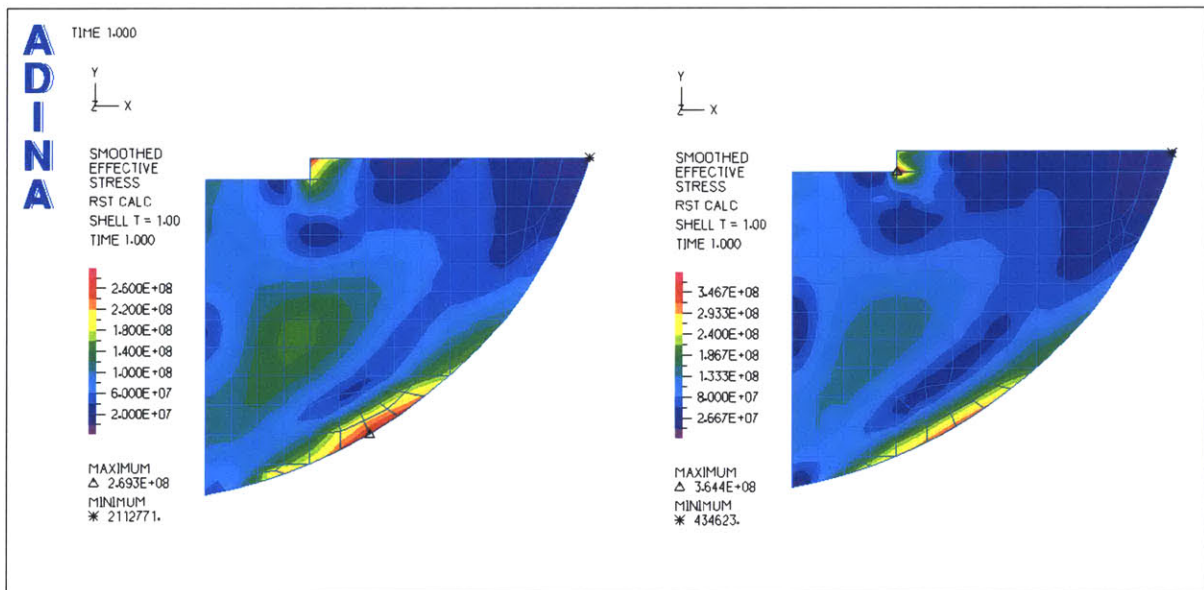 ADINA
TIME 1.000
Y
Z X
SMOOTHED
EFFECTIVE
STRESS
RST CALC
SHELL T = 1.00
TIME 1.000
2.600E+08
2.200E+08
1.800E+08
1.400E+08
1.000E+08
6.000E+07
2.000E+07
MAXIMUM
△ 2.693E+08
MINIMUM
✳ 2112771.
Y
Z X
SMOOTHED
EFFECTIVE
STRESS
RST CALC
SHELL T = 1.00
TIME 1.000
3.467E+08
2.933E+08
2.400E+08
1.867E+08
1.333E+08
8.000E+07
2.667E+07
MAXIMUM
△ 3.644E+08
MINIMUM
✳ 434623.